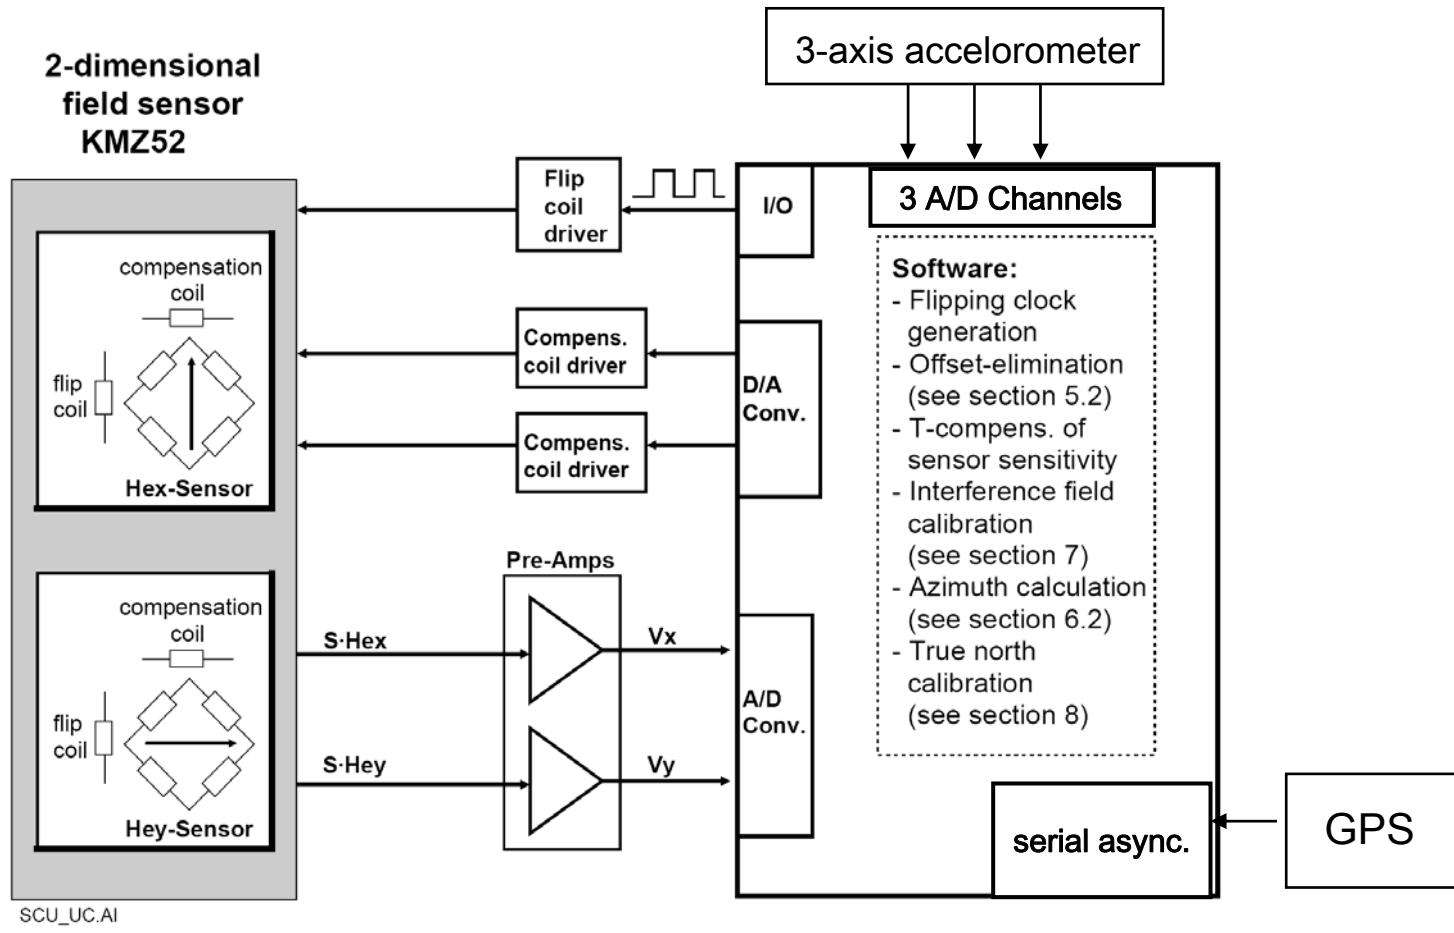 3-axis accelorometer
2-dimensional
field sensor
KMZ52
Flip
coil
driver
I/O
3 A/D Channels
compensation
coil
flip
coil
Hex-Sensor
Compens.
coil driver
Compens.
coil driver
D/A
Conv.
Software:
- Flipping clock
generation
- Offset-elimination
(see section 5.2)
- T-compens. of
sensor sensitivity
- Interference field
calibration
(see section 7)
- Azimuth calculation
(see section 6.2)
- True north
calibration
(see section 8)
Pre-Amps
compensation
coil
flip
coil
Hey-Sensor
S·Hex
Vx
S·Hey
Vy
A/D
Conv.
serial async.
GPS
SCU_UC.AI